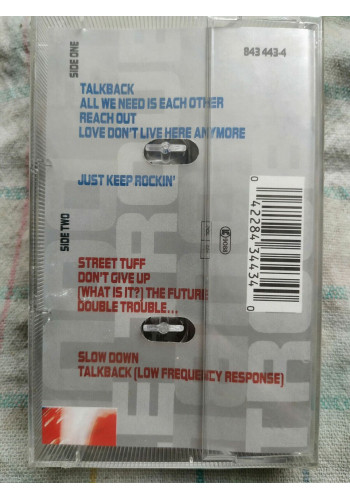 843 443-4
SIDE ONE
TALKBACK
ALL WE NEED IS EACH OTHER
REACH OUT
LOVE DON'T LIVE HERE ANYMORE
JUST KEEP ROCKIN'
SIDE TWO
STREET TUFF
DON'T GIVE UP
(WHAT IS IT?) THE FUTURE
DOUBLE TROUBLE...
SLOW DOWN
TALKBACK (LOW FREQUENCY RESPONSE)
0 42284 34434 0